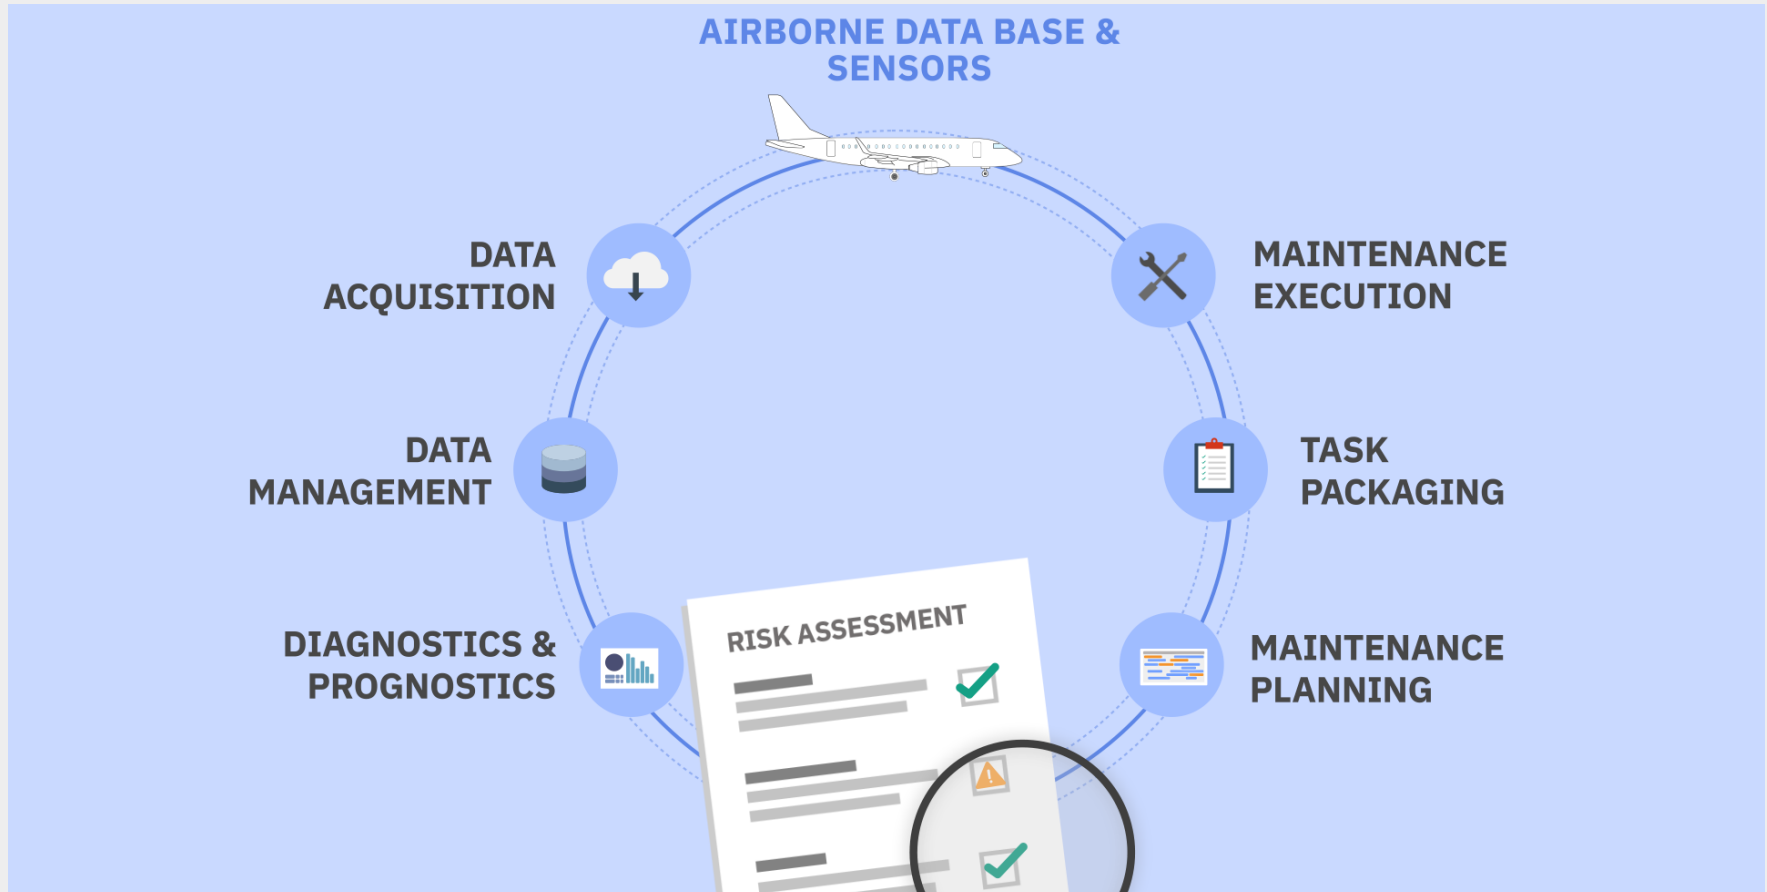 AIRBORNE DATA BASE &
SENSORS
DATA
ACQUISITION
MAINTENANCE
EXECUTION
DATA
MANAGEMENT
TASK
PACKAGING
DIAGNOSTICS &
PROGNOSTICS
MAINTENANCE
PLANNING
RISK ASSESSMENT